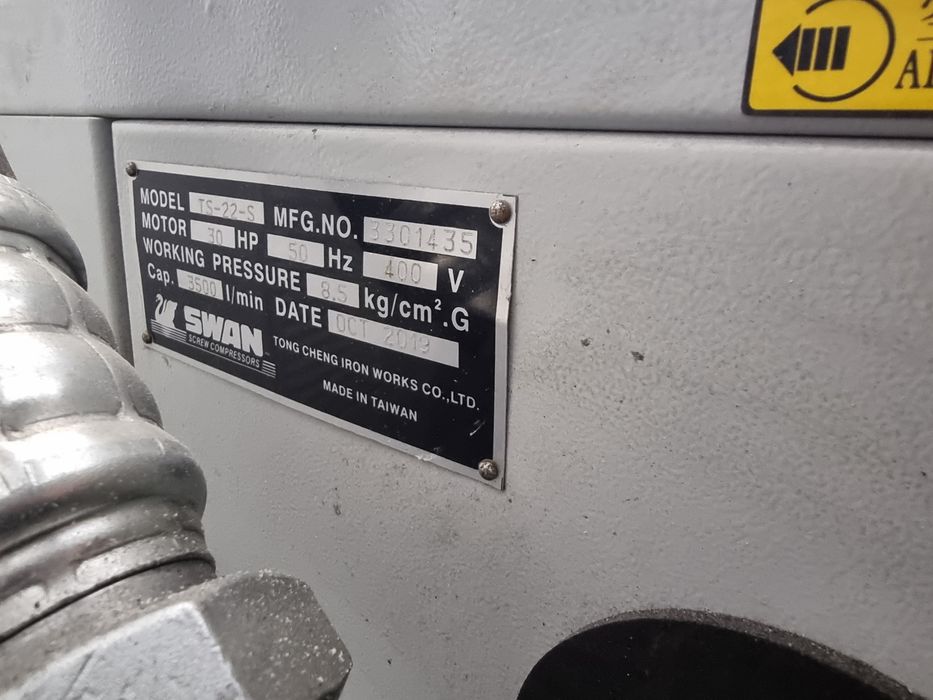 MODEL TS-22-S MFG.NO. 3301435
MOTOR 30 HP 50 Hz 400 V
WORKING PRESSURE 8.5 kg/cm².G
Cap. 3500 l/min DATE OCT 2019
SWAN
SCREW COMPRESSORS
TONG CHENG IRON WORKS CO.,LTD.
MADE IN TAIWAN